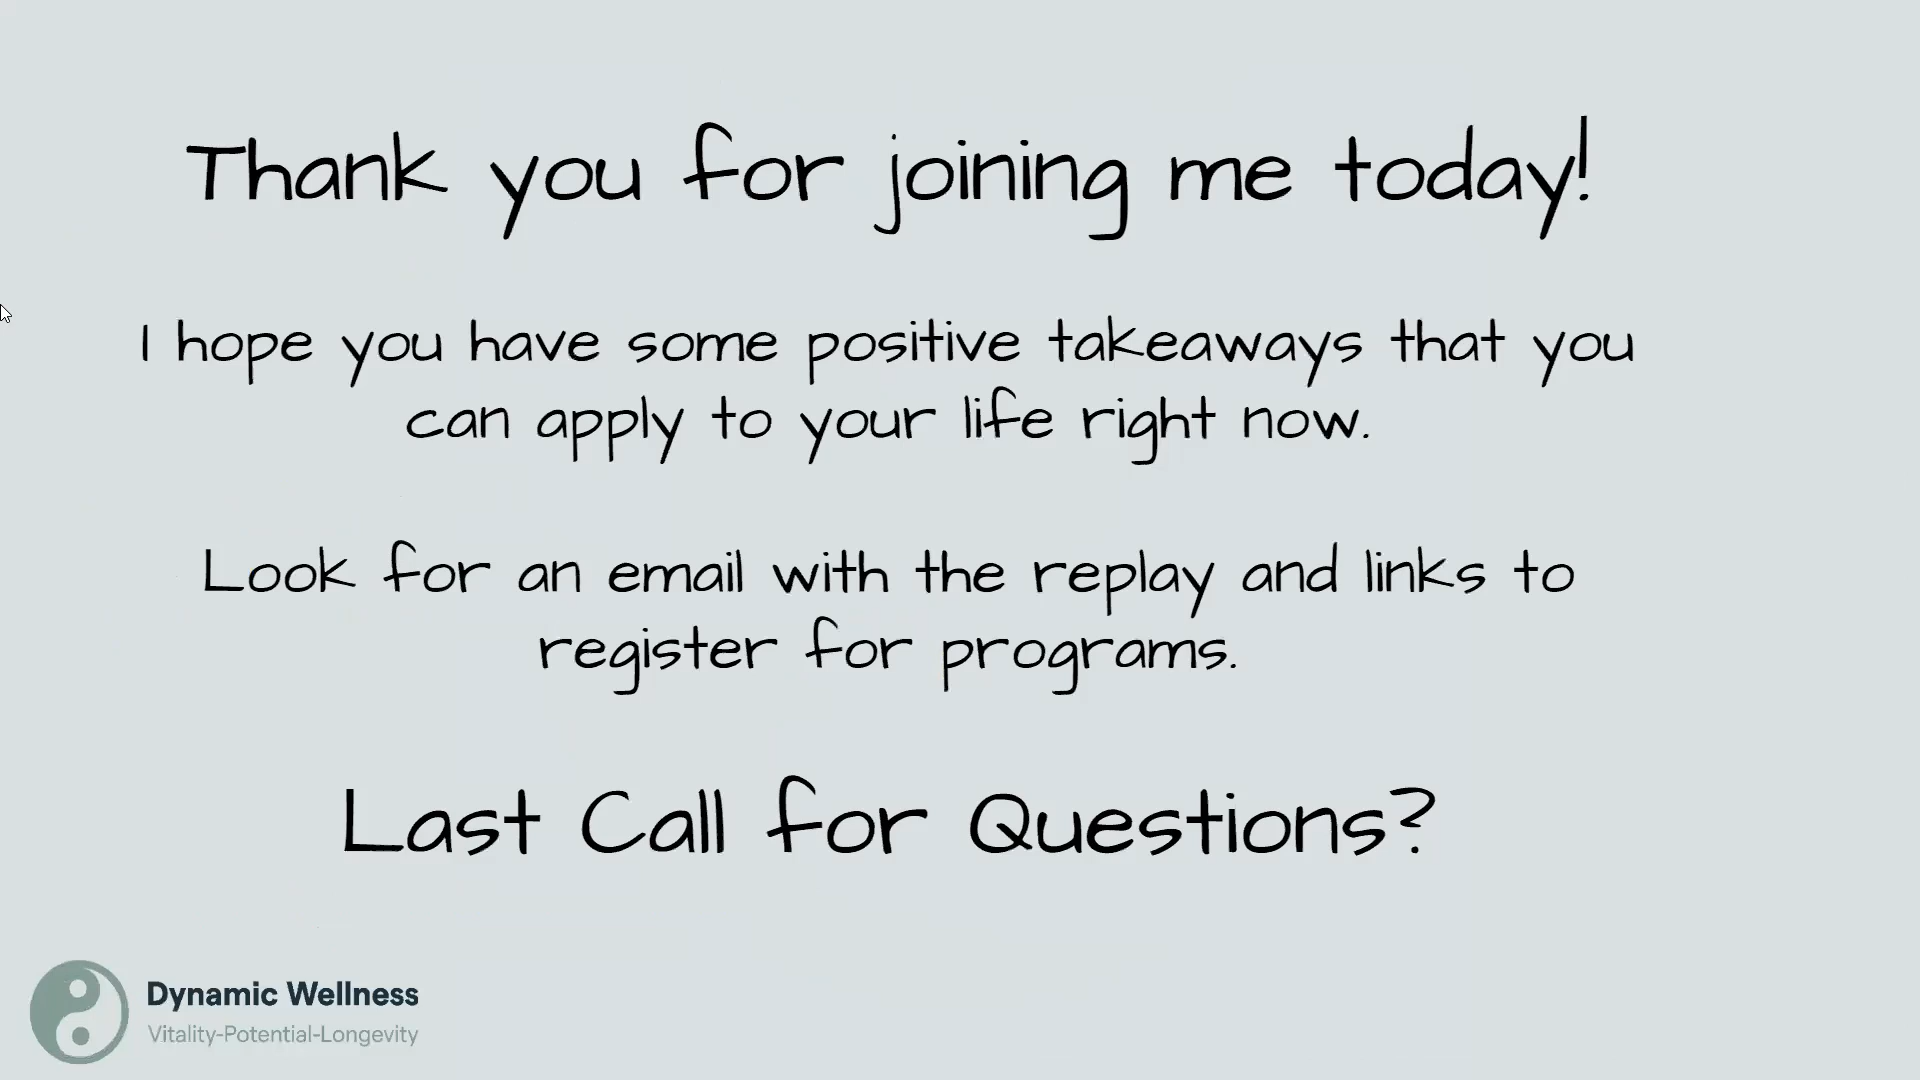 Thank you for joining me today!
I hope you have some positive takeaways that you
can apply to your life right now.
Look for an email with the replay and links to
register for programs.
Last Call for Questions?
Dynamic Wellness
Vitality-Potential-Longevity